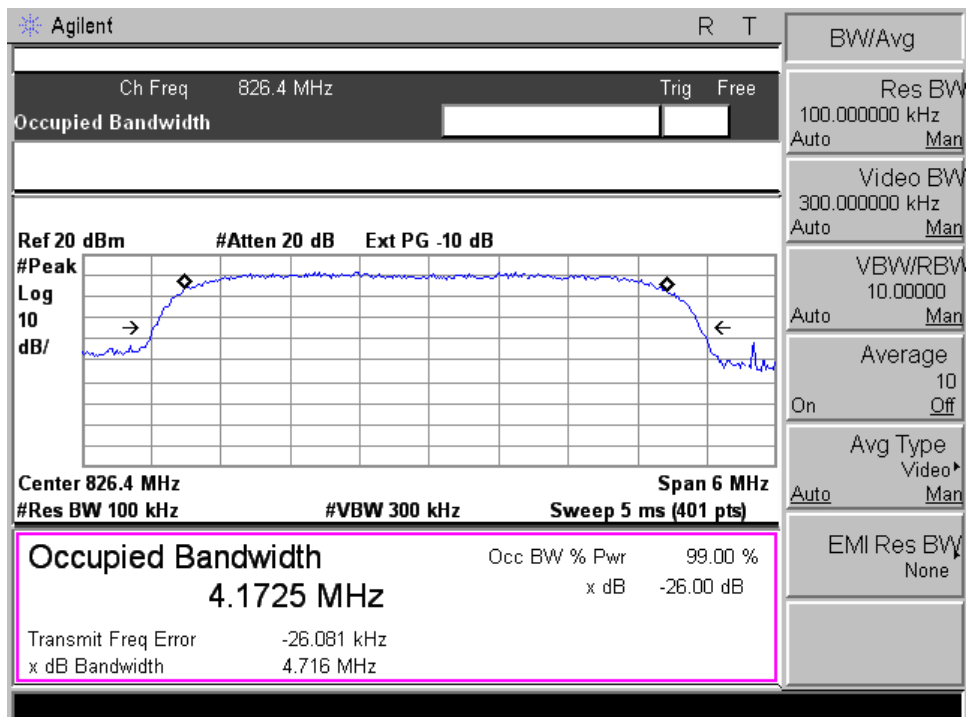 Agilent R T
Ch Freq 826.4 MHz Trig Free
Occupied Bandwidth
Ref 20 dBm #Atten 20 dB Ext PG -10 dB
#Peak
Log
10
dB/
Center 826.4 MHz Span 6 MHz
#Res BW 100 kHz #VBW 300 kHz Sweep 5 ms (401 pts)
Occupied Bandwidth
4.1725 MHz
Occ BW % Pwr 99.00 %
x dB -26.00 dB
Transmit Freq Error -26.081 kHz
x dB Bandwidth 4.716 MHz
BW/Avg
Res BW
100.000000 kHz
Auto Man
Video BW
300.000000 kHz
Auto Man
VBW/RBW
10.00000
Auto Man
Average
10
On Off
Avg Type
Video
Auto Man
EMI Res BW
None